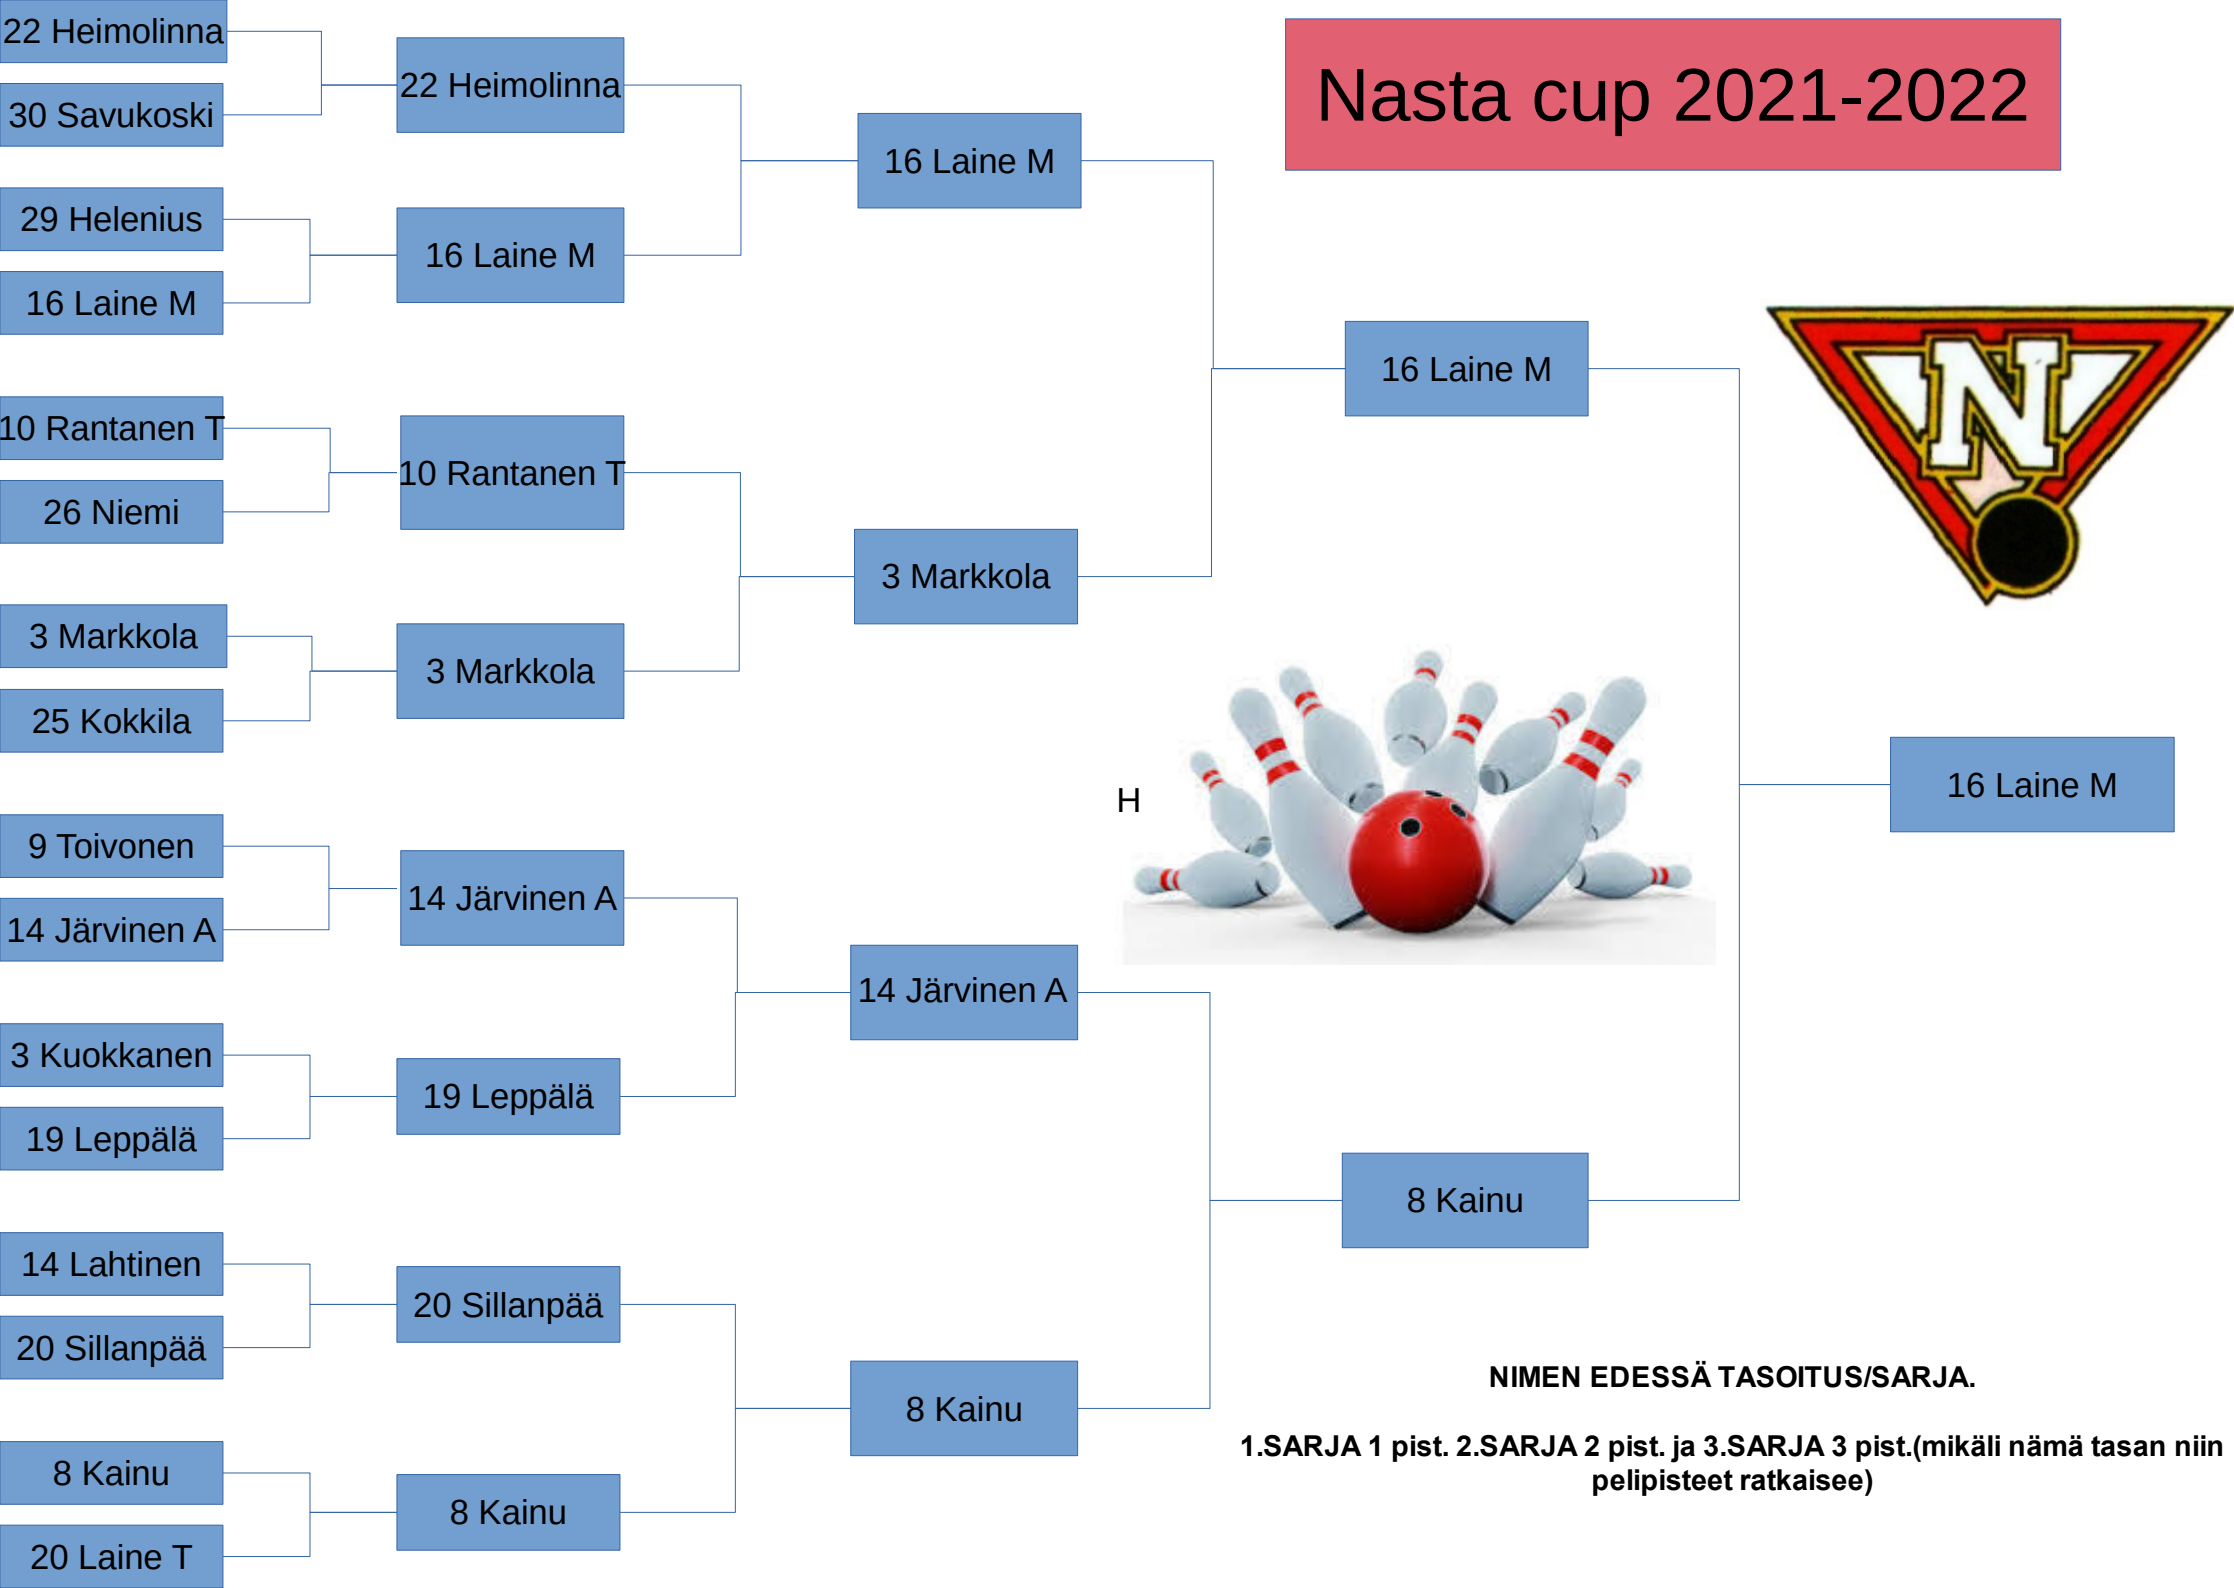 Nasta cup 2021-2022
22 Heimolinna
30 Savukoski
29 Helenius
16 Laine M
10 Rantanen T
26 Niemi
3 Markkola
25 Kokkila
9 Toivonen
14 Järvinen A
3 Kuokkanen
19 Leppälä
14 Lahtinen
20 Sillanpää
8 Kainu
20 Laine T
22 Heimolinna
16 Laine M
10 Rantanen T
3 Markkola
14 Järvinen A
19 Leppälä
20 Sillanpää
8 Kainu
16 Laine M
3 Markkola
14 Järvinen A
8 Kainu
16 Laine M
8 Kainu
16 Laine M
N
H
NIMEN EDESSÄ TASOITUS/SARJA.
1.SARJA 1 pist. 2.SARJA 2 pist. ja 3.SARJA 3 pist.(mikäli nämä tasan niin
pelipisteet ratkaisee)